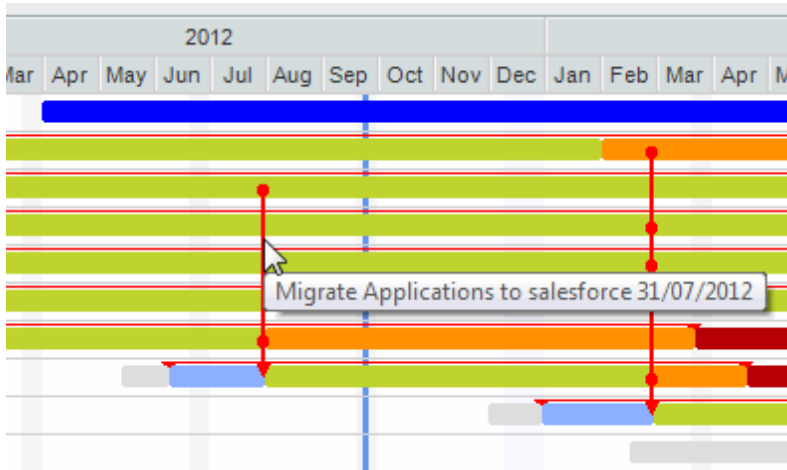 2012
Mar Apr May Jun Jul Aug Sep Oct Nov Dec Jan Feb Mar Apr M
Migrate Applications to salesforce 31/07/2012